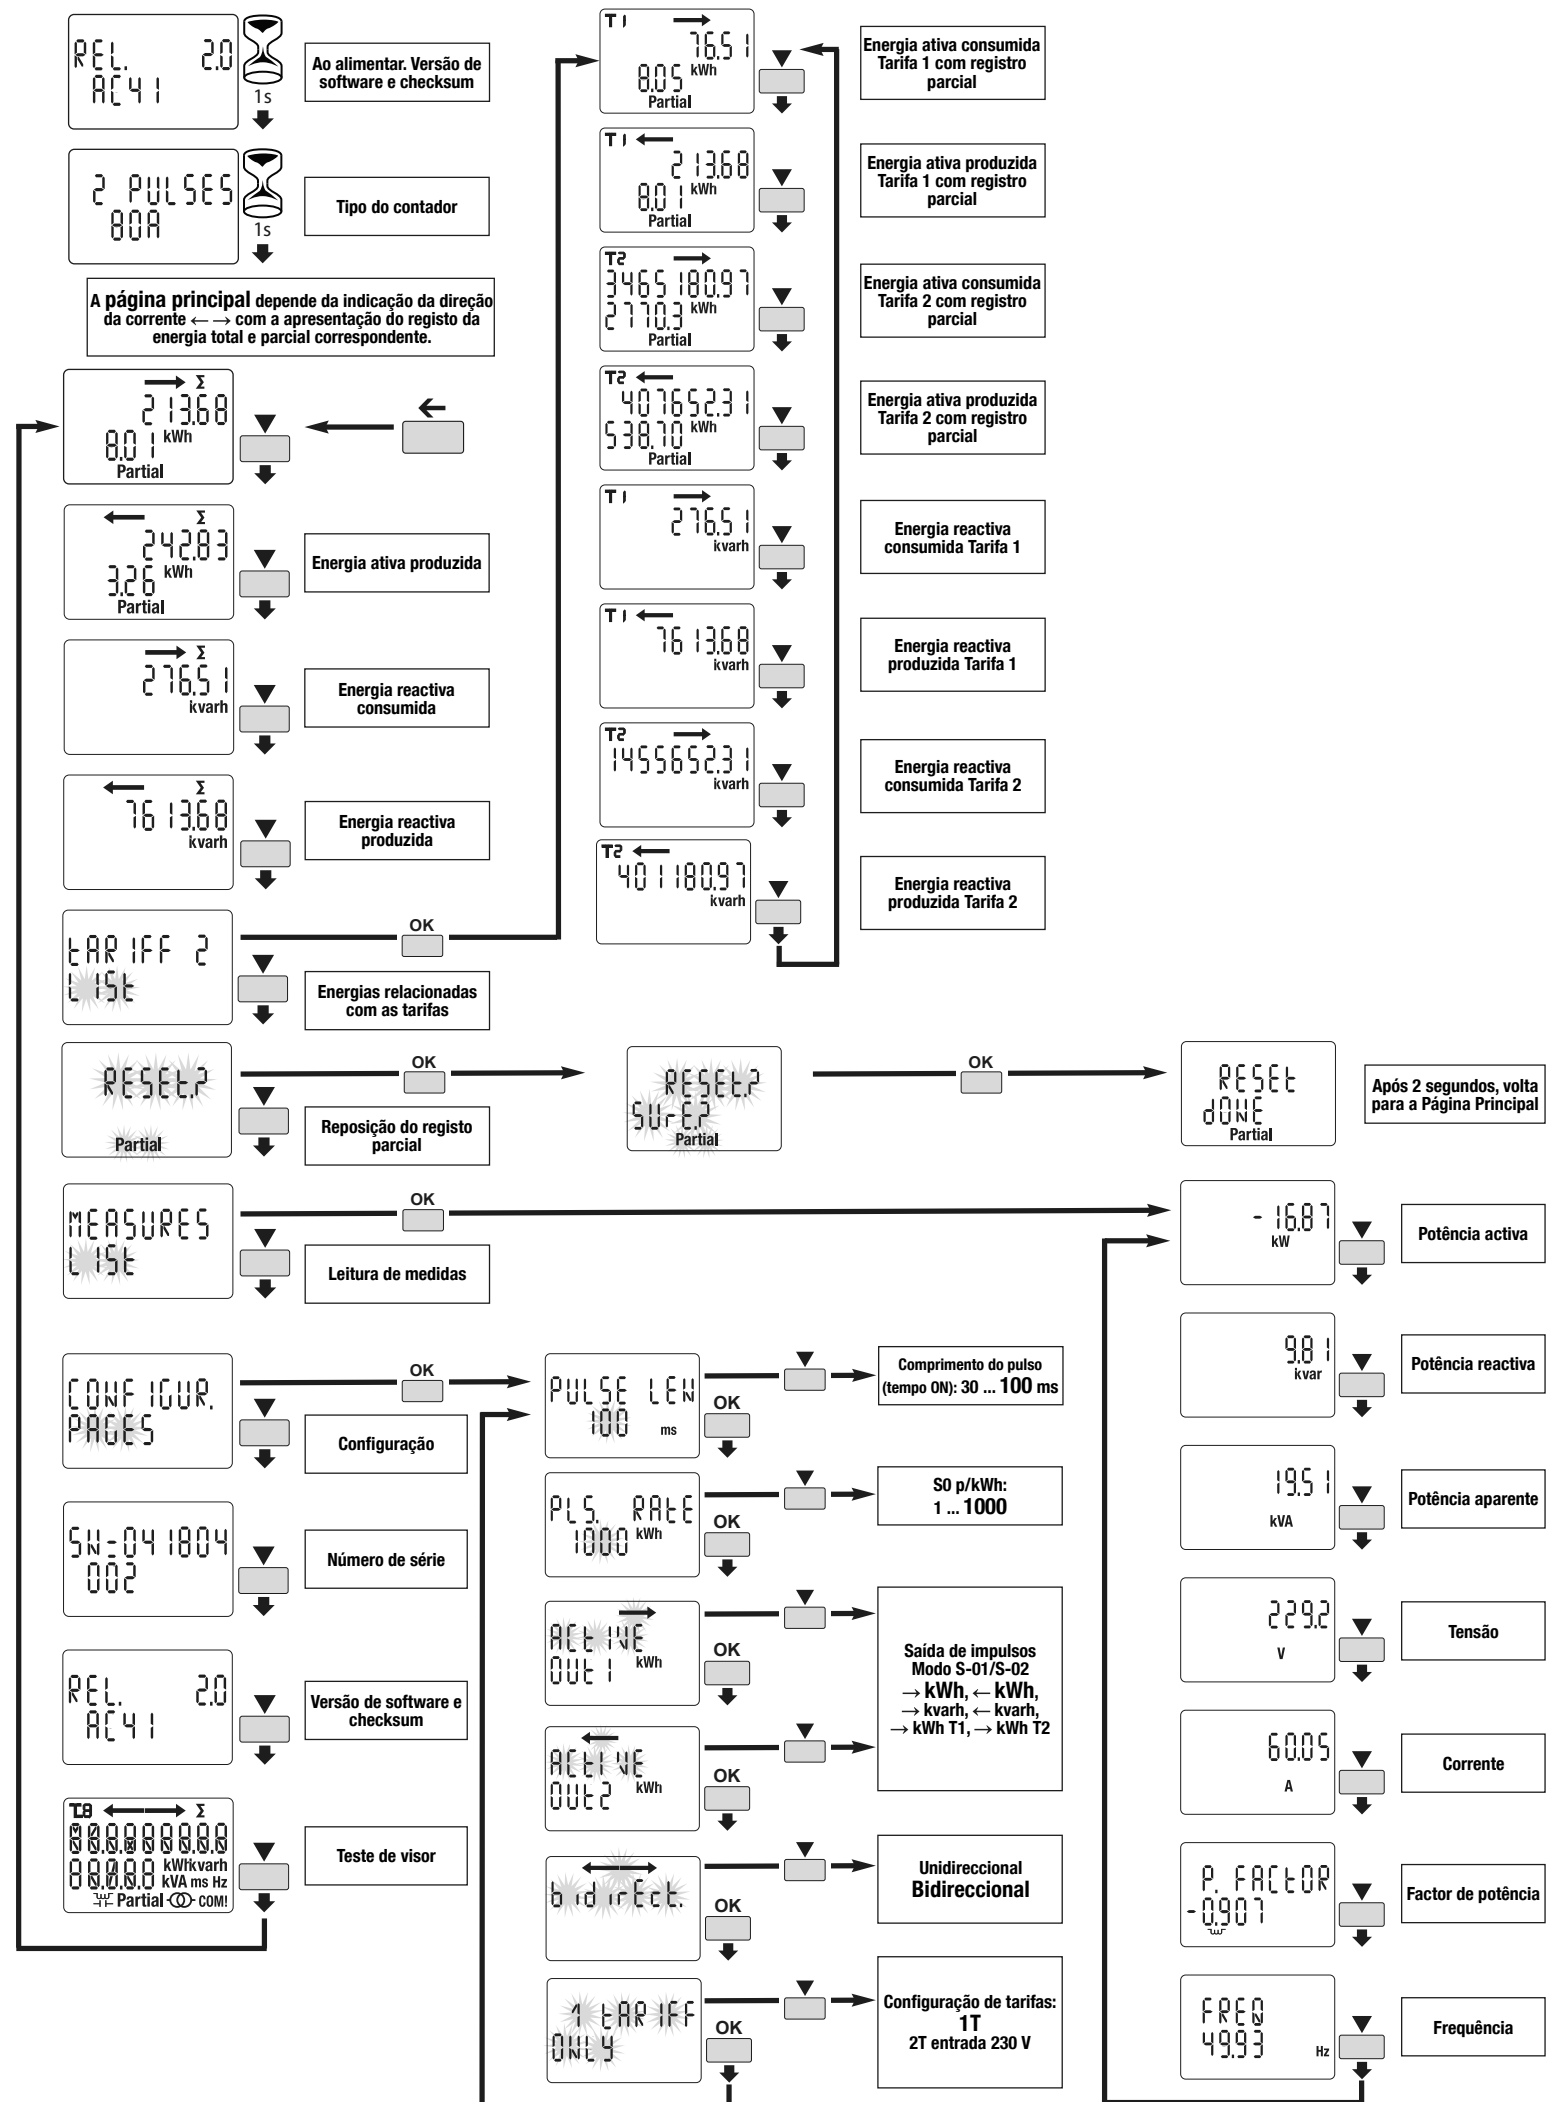 REL. 2.0
AC41
1s
Ao alimentar. Versão de
software e checksum
2 PULSES
80A
1s
Tipo do contador
A página principal depende da indicação da direção
da corrente ←→ com a apresentação do registo da
energia total e parcial correspondente.
→ Σ
213.68
8.01 kWh
Partial
←
← Σ
242.83
3.26 kWh
Partial
Energia ativa produzida
→ Σ
276.51
kvarh
Energia reactiva
consumida
← Σ
7613.68
kvarh
Energia reactiva
produzida
tARIFF 2
LISt
OK
Energias relacionadas
com as tarifas
T1 →
76.51
8.05 kWh
Partial
Energia ativa consumida
Tarifa 1 com registro
parcial
T1 ←
213.68
8.01 kWh
Partial
Energia ativa produzida
Tarifa 1 com registro
parcial
T2 →
3465180.97
2770.3 kWh
Partial
Energia ativa consumida
Tarifa 2 com registro
parcial
T2 ←
407652.31
538.70 kWh
Partial
Energia ativa produzida
Tarifa 2 com registro
parcial
T1 →
276.51
kvarh
Energia reactiva
consumida Tarifa 1
T1 ←
7613.68
kvarh
Energia reactiva
produzida Tarifa 1
T2 →
1455652.31
kvarh
Energia reactiva
consumida Tarifa 2
T2 ←
401180.97
kvarh
Energia reactiva
produzida Tarifa 2
RESEt.?
Partial
OK
Reposição do registo
parcial
RESEt.?
SUrE.?
Partial
OK
RESEt
dONE
Partial
Após 2 segundos, volta
para a Página Principal
MEASURES
LISt
OK
Leitura de medidas
- 16.87
kW
Potência activa
9.81
kvar
Potência reactiva
19.51
kVA
Potência aparente
229.2
V
Tensão
60.05
A
Corrente
P. FACtOR
-0.907
Factor de potência
FREQ
49.93 Hz
Frequência
CONFIGUR.
PAGES
OK
Configuração
SN=041804
002
Número de série
REL. 2.0
AC41
Versão de software e
checksum
T.8 ←→ Σ
kWhkvarh
kVA ms Hz
Partial COM!
Teste de visor
PULSE LEN
100 ms
OK
Comprimento do pulso
(tempo ON): 30 ... 100 ms
PLS. RAtE
1000 kWh
OK
S0 p/kWh:
1 ... 1000
→
ACtIVE
OUt1 kWh
OK
Saída de impulsos
Modo S-01/S-02
→ kWh, ← kWh,
→ kvarh, ← kvarh,
→ kWh T1, → kWh T2
←
ACtIVE
OUt2 kWh
OK
←→
bidirEct.
OK
Unidireccional
Bidireccional
1 tARIFF
ONLY
OK
Configuração de tarifas:
1T
2T entrada 230 V